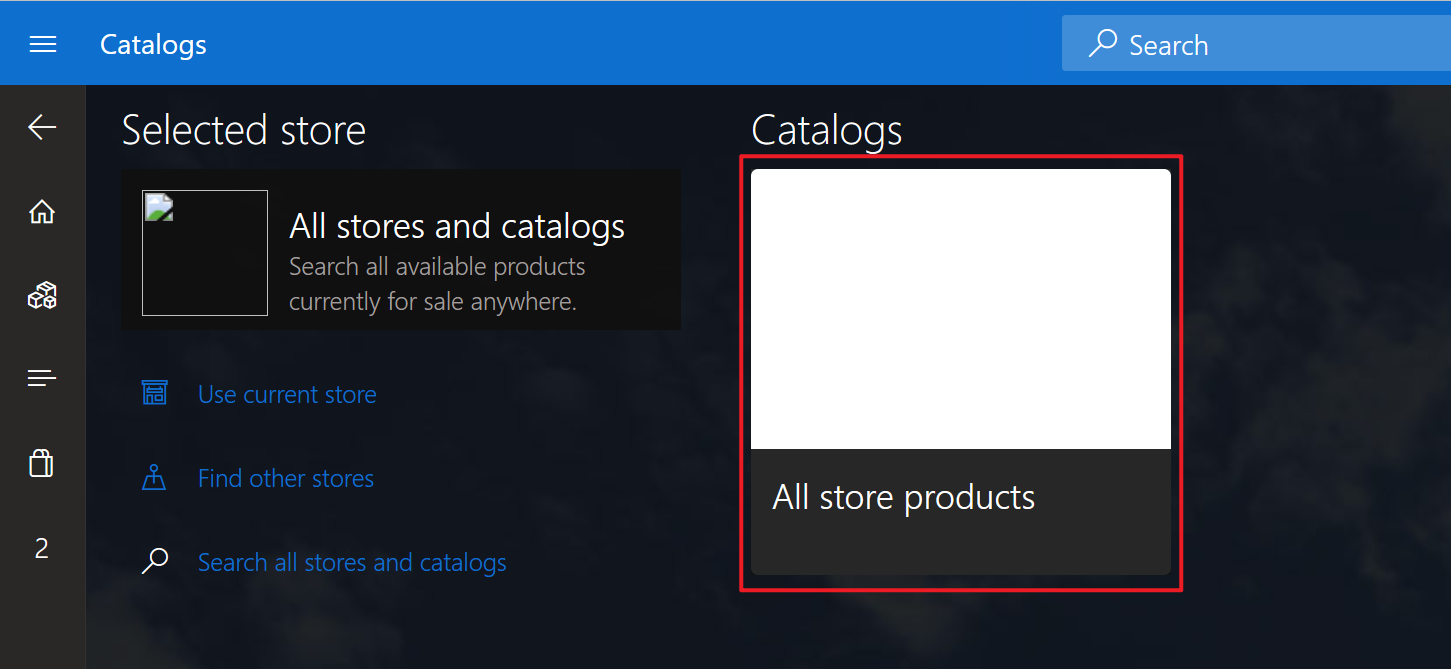 Catalogs
Search
Selected store
All stores and catalogs
Search all available products
currently for sale anywhere.
Use current store
Find other stores
Search all stores and catalogs
2
Catalogs
All store products